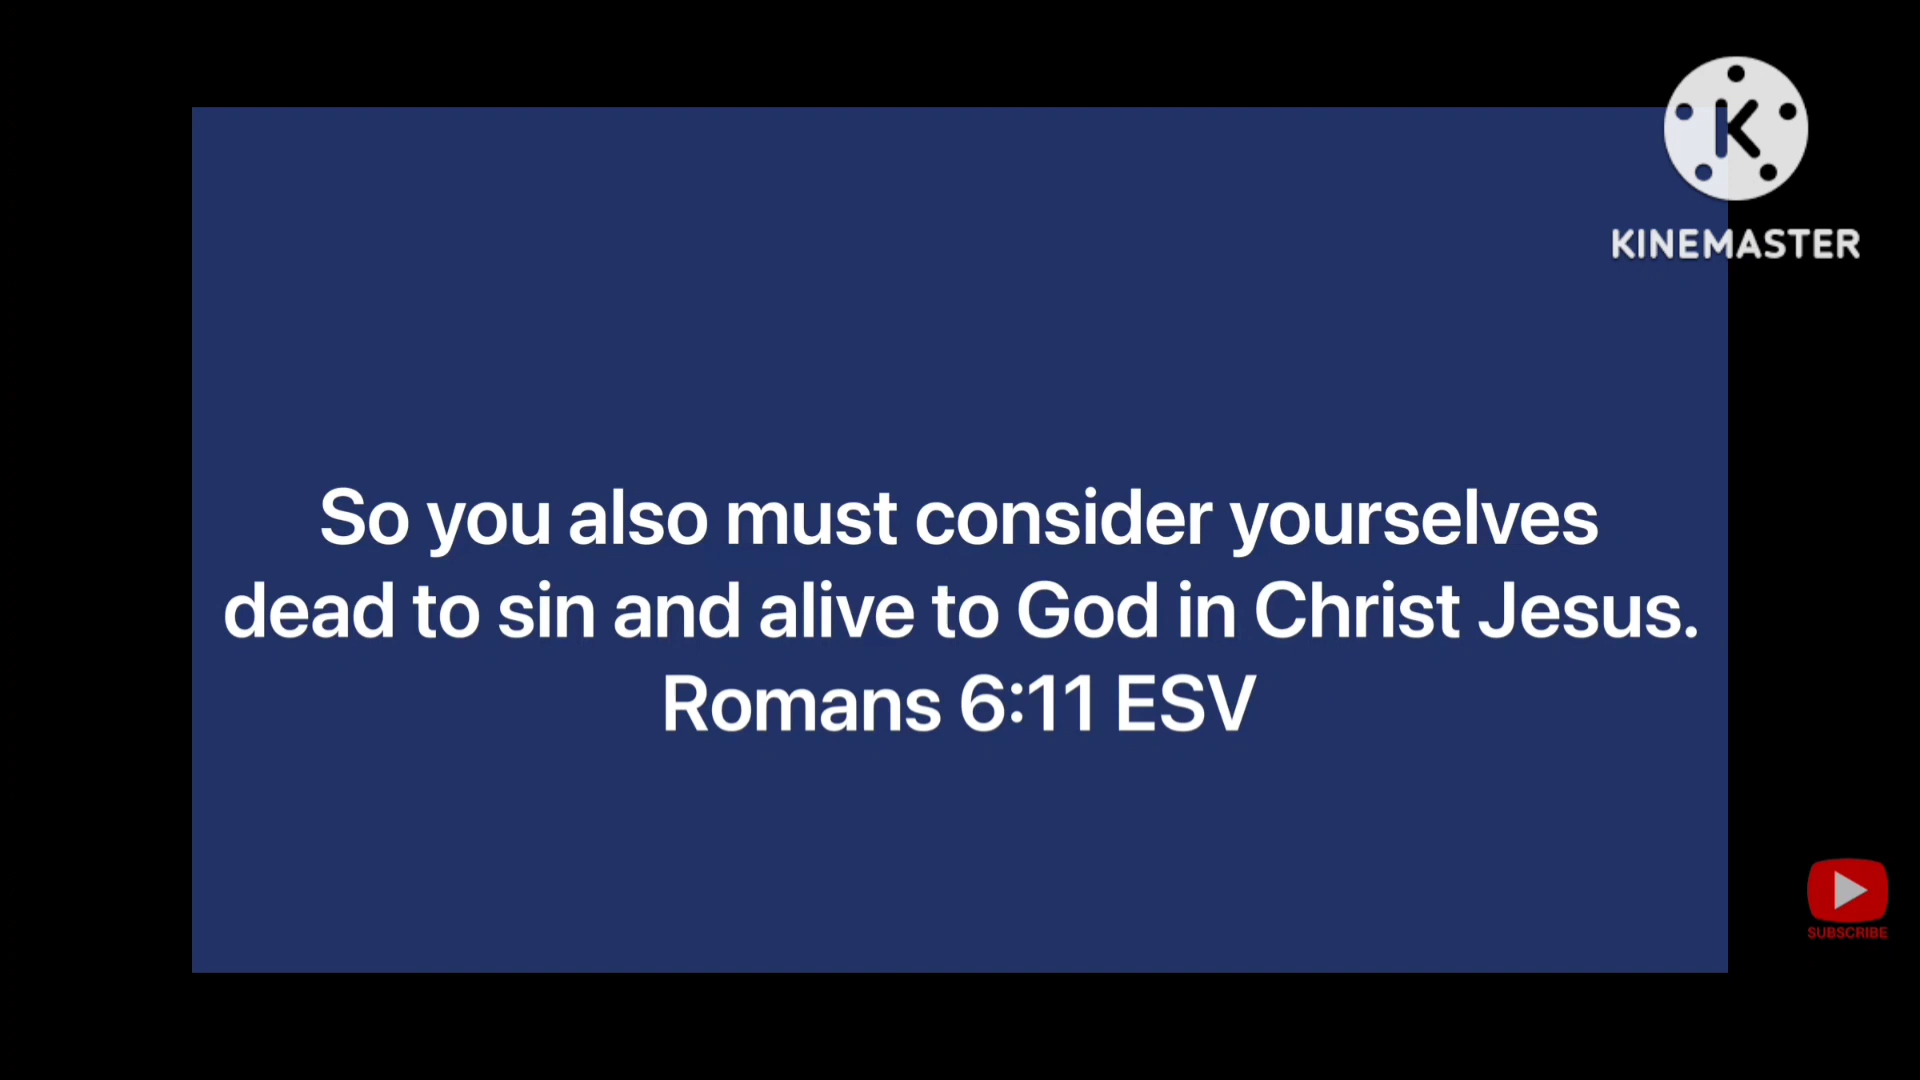 KINEMASTER
So you also must consider yourselves
dead to sin and alive to God in Christ Jesus.
Romans 6:11 ESV
SUBSCRIBE